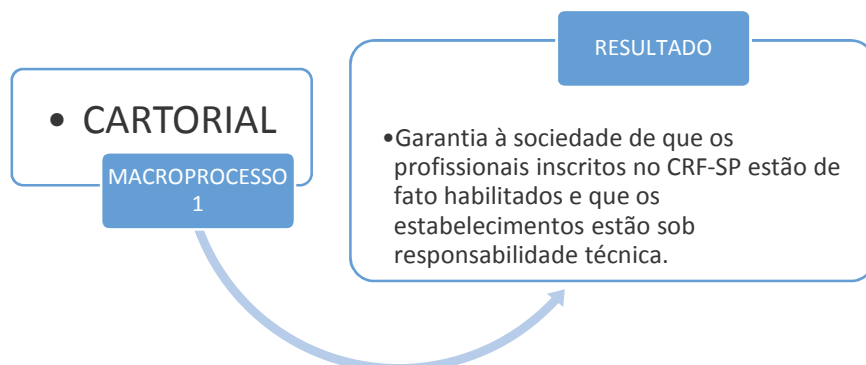 • CARTORIAL
MACROPROCESSO
1
RESULTADO
•Garantia à sociedade de que os
profissionais inscritos no CRF-SP estão de
fato habilitados e que os
estabelecimentos estão sob
responsabilidade técnica.